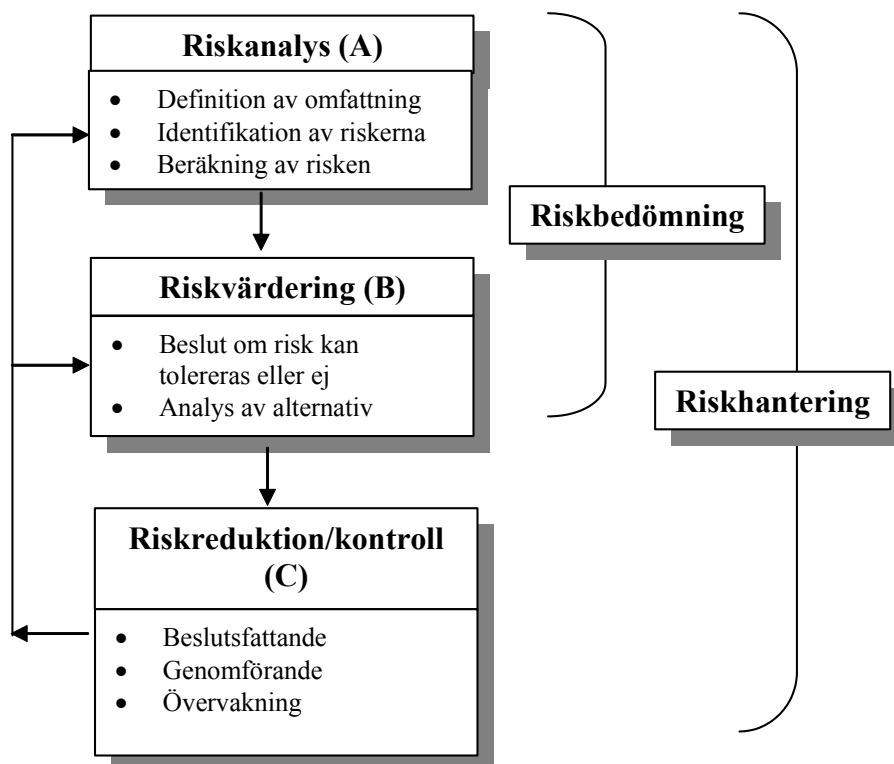 Riskanalys (A)
• Definition av omfattning
• Identifikation av riskerna
• Beräkning av risken
Riskbedömning
Riskvärdering (B)
• Beslut om risk kan
tolereras eller ej
• Analys av alternativ
Riskhantering
Riskreduktion/kontroll
(C)
• Beslutsfattande
• Genomförande
• Övervakning